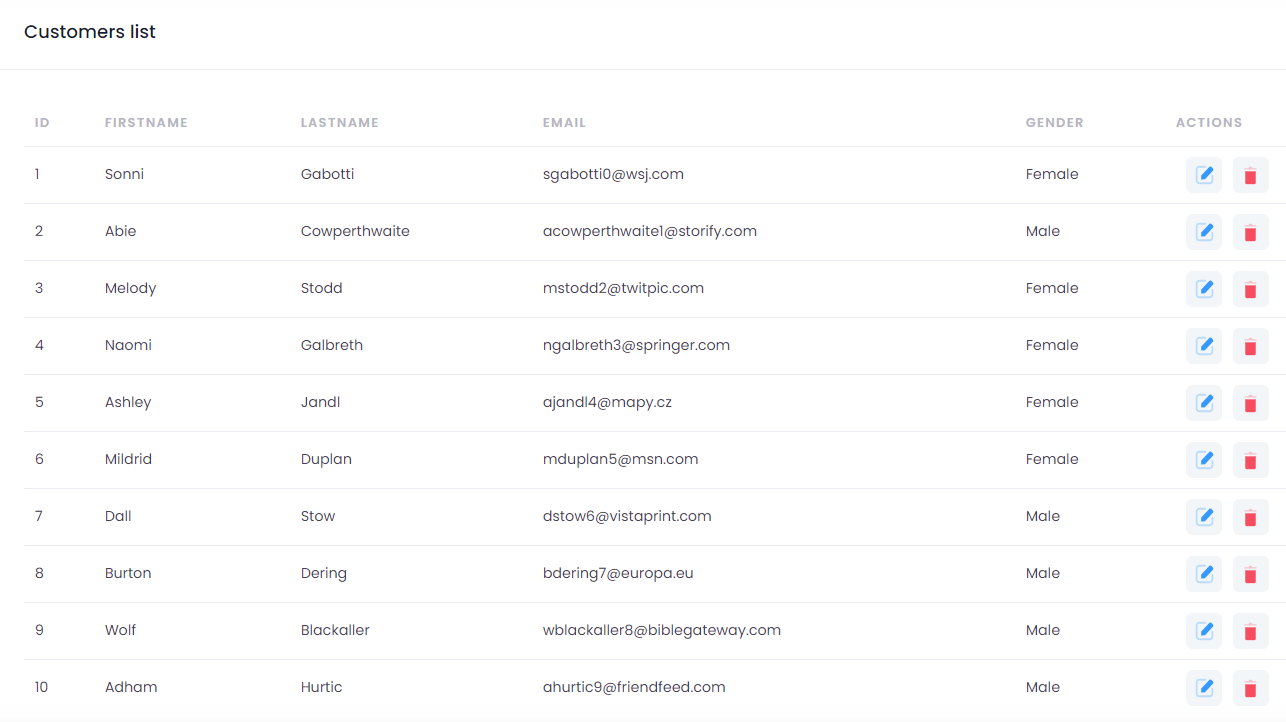 Customers list
ID FIRSTNAME LASTNAME EMAIL GENDER ACTIONS
1 Sonni Gabotti sgabotti0@wsj.com Female
2 Abie Cowperthwaite acowperthwaite1@storify.com Male
3 Melody Stodd mstodd2@twitpic.com Female
4 Naomi Galbreth ngalbreth3@springer.com Female
5 Ashley Jandl ajandl4@mapy.cz Female
6 Mildrid Duplan mduplan5@msn.com Female
7 Dall Stow dstow6@vistaprint.com Male
8 Burton Dering bdering7@europa.eu Male
9 Wolf Blackaller wblackaller8@biblegateway.com Male
10 Adham Hurtic ahurtic9@friendfeed.com Male